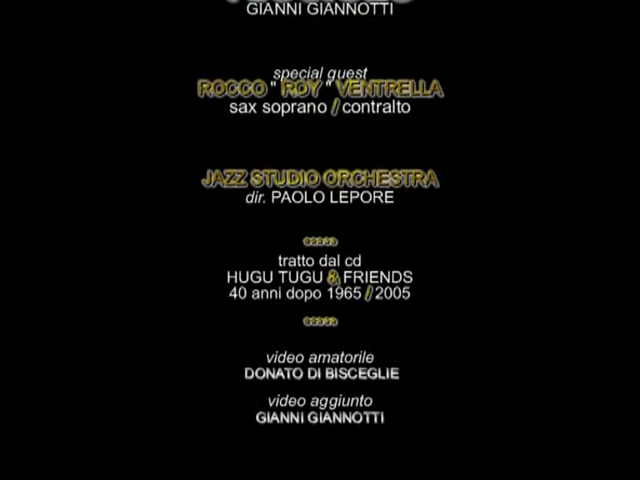 GIANNI GIANNOTTI
special guest
ROCCO " ROY " VENTRELLA
sax soprano / contralto
JAZZ STUDIO ORCHESTRA
dir. PAOLO LEPORE
tratto dal cd
HUGU TUGU & FRIENDS
40 anni dopo 1965 / 2005
video amatorile
DONATO DI BISCEGLIE
video aggiunto
GIANNI GIANNOTTI